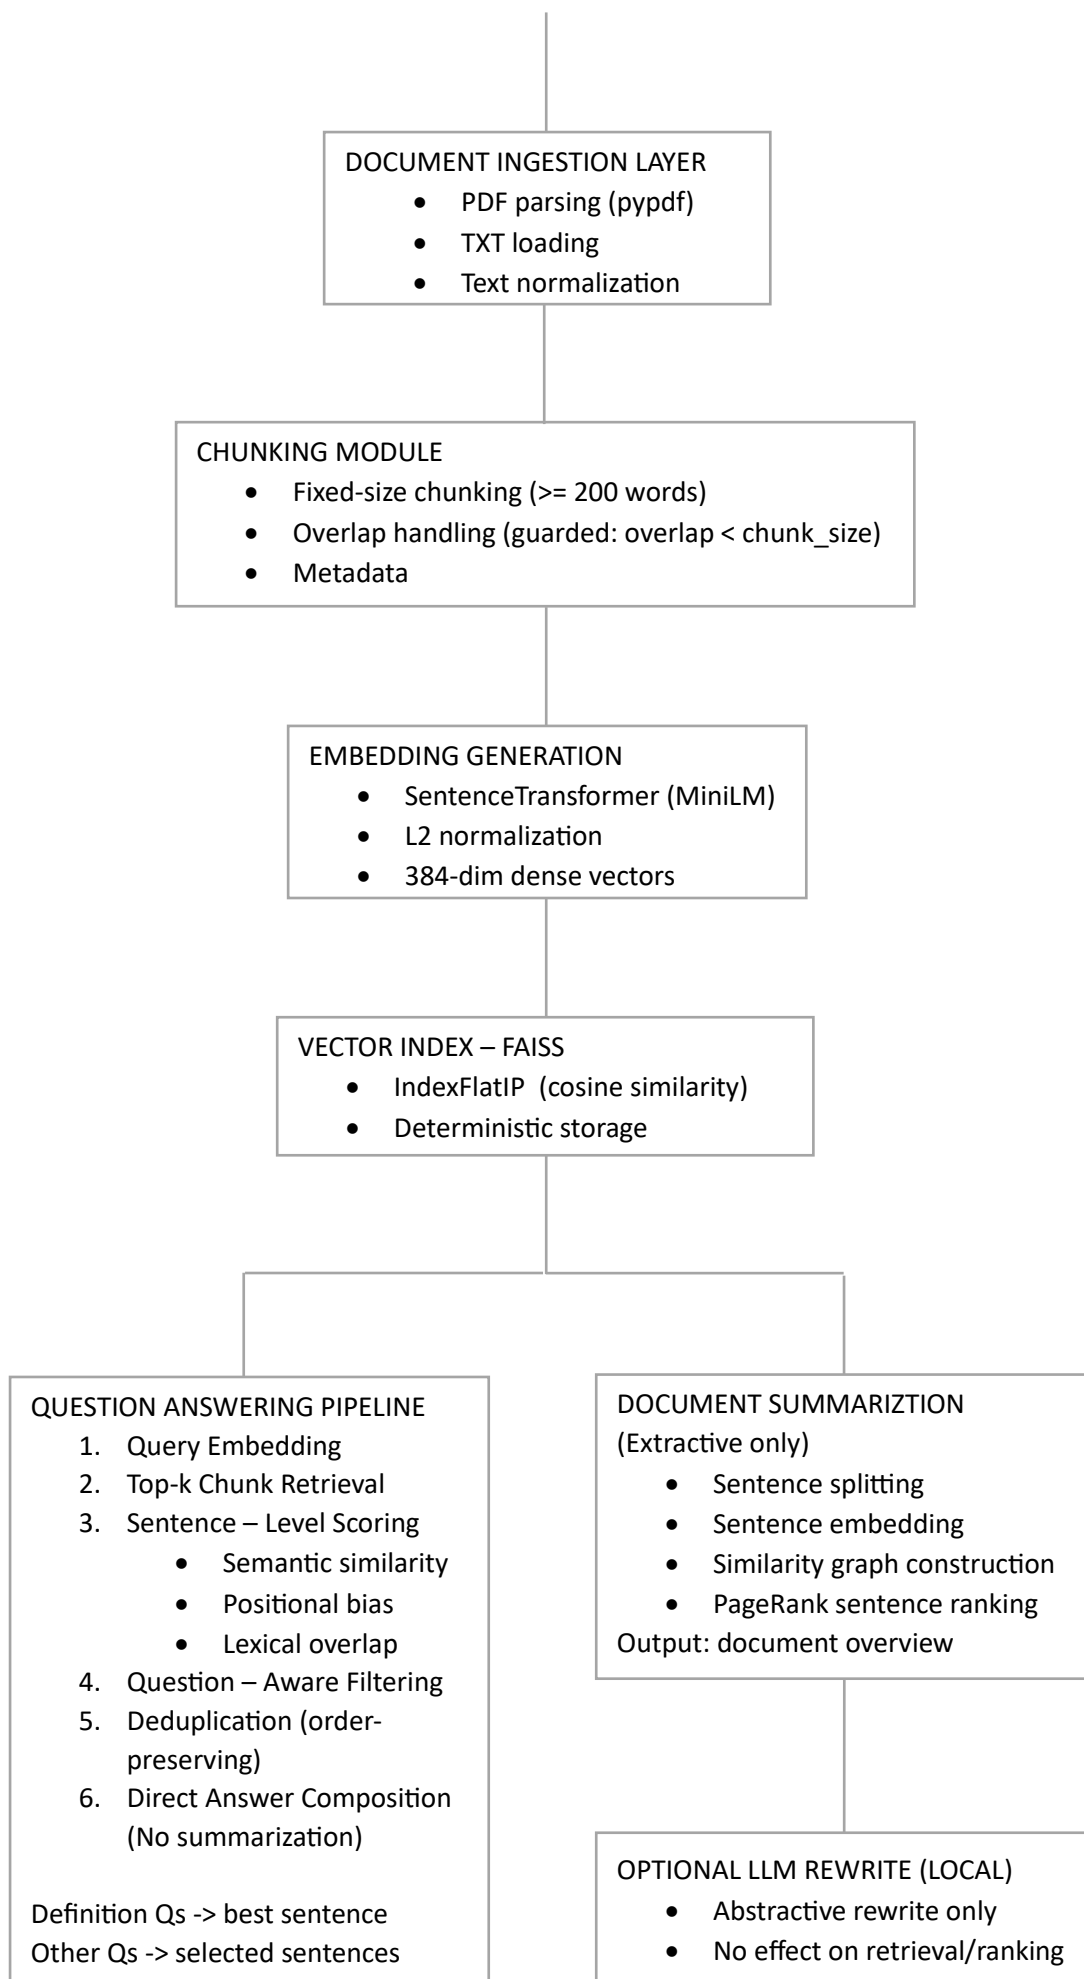 DOCUMENT INGESTION LAYER
• PDF parsing (pypdf)
• TXT loading
• Text normalization
CHUNKING MODULE
• Fixed-size chunking (>= 200 words)
• Overlap handling (guarded: overlap < chunk_size)
• Metadata
EMBEDDING GENERATION
• SentenceTransformer (MiniLM)
• L2 normalization
• 384-dim dense vectors
VECTOR INDEX – FAISS
• IndexFlatIP (cosine similarity)
• Deterministic storage
QUESTION ANSWERING PIPELINE
1. Query Embedding
2. Top-k Chunk Retrieval
3. Sentence – Level Scoring
• Semantic similarity
• Positional bias
• Lexical overlap
4. Question – Aware Filtering
5. Deduplication (order-
preserving)
6. Direct Answer Composition
(No summarization)
Definition Qs -> best sentence
Other Qs -> selected sentences
DOCUMENT SUMMARIZTION
(Extractive only)
• Sentence splitting
• Sentence embedding
• Similarity graph construction
• PageRank sentence ranking
Output: document overview
OPTIONAL LLM REWRITE (LOCAL)
• Abstractive rewrite only
• No effect on retrieval/ranking